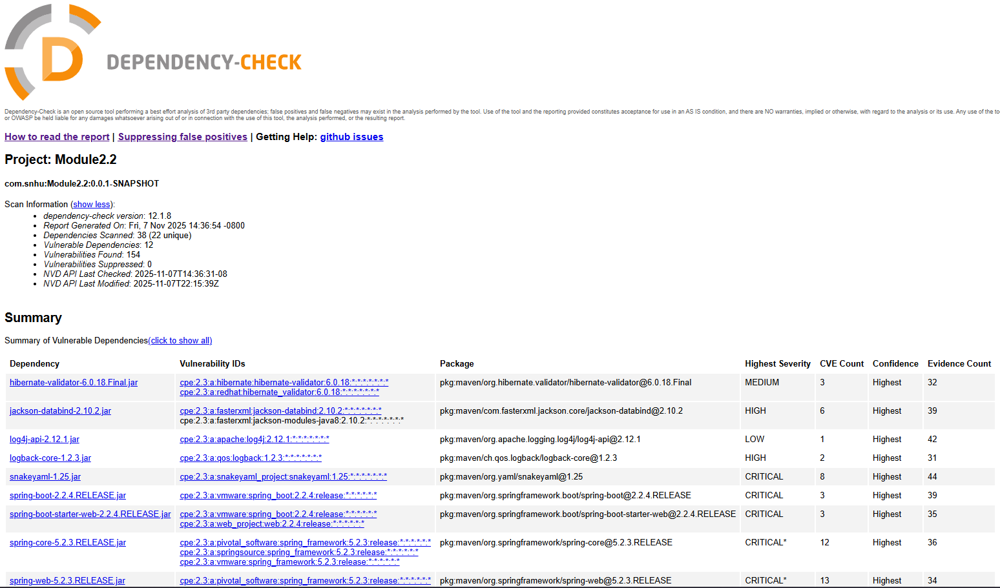 DEPENDENCY-CHECK
Dependency-Check is an open source tool performing a best effort analysis of 3rd party dependencies; false positives and false negatives may exist in the analysis performed by the tool. Use of the tool and the reporting provided constitutes acceptance for use in an AS IS condition, and there are NO warranties, implied or otherwise, with regard to the analysis or its use. Any use of the to
or OWASP be held liable for any damages whatsoever arising out of or in connection with the use of this tool, the analysis performed, or the resulting report.
How to read the report | Suppressing false positives | Getting Help: github issues
Project: Module2.2
com.snhu:Module2.2:0.0.1-SNAPSHOT
Scan Information (show less):
• dependency-check version: 12.1.8
• Report Generated On: Fri, 7 Nov 2025 14:36:54 -0800
• Dependencies Scanned: 38 (22 unique)
• Vulnerable Dependencies: 12
• Vulnerabilities Found: 154
• Vulnerabilities Suppressed: 0
• NVD API Last Checked: 2025-11-07T14:36:31-08
• NVD API Last Modified: 2025-11-07T22:15:39Z
Summary
Summary of Vulnerable Dependencies(click to show all)
Dependency Vulnerability IDs Package Highest Severity CVE Count Confidence Evidence Count
hibernate-validator-6.0.18.Final.jar cpe:2.3:a:hibernate:hibernate-validator:6.0.18:*:*:*:*:*:*:* pkg:maven/org.hibernate.validator/hibernate-validator@6.0.18.Final MEDIUM 3 Highest 32
cpe:2.3:a:redhat:hibernate_validator:6.0.18:*:*:*:*:*:*:*
jackson-databind-2.10.2.jar cpe:2.3:a:fasterxml:jackson-databind:2.10.2:*:*:*:*:*:*:* pkg:maven/com.fasterxml.jackson.core/jackson-databind@2.10.2 HIGH 6 Highest 39
cpe:2.3:a:fasterxml:jackson-modules-java8:2.10.2:*:*:*:*:*:*:*
log4j-api-2.12.1.jar cpe:2.3:a:apache:log4j:2.12.1:*:*:*:*:*:*:* pkg:maven/org.apache.logging.log4j/log4j-api@2.12.1 LOW 1 Highest 42
logback-core-1.2.3.jar cpe:2.3:a:qos:logback:1.2.3:*:*:*:*:*:*:* pkg:maven/ch.qos.logback/logback-core@1.2.3 HIGH 2 Highest 31
snakeyaml-1.25.jar cpe:2.3:a:snakeyaml_project:snakeyaml:1.25:*:*:*:*:*:*:* pkg:maven/org.yaml/snakeyaml@1.25 CRITICAL 8 Highest 44
spring-boot-2.2.4.RELEASE.jar cpe:2.3:a:vmware:spring_boot:2.2.4:release:*:*:*:*:*:* pkg:maven/org.springframework.boot/spring-boot@2.2.4.RELEASE CRITICAL 3 Highest 39
spring-boot-starter-web-2.2.4.RELEASE.jar cpe:2.3:a:vmware:spring_boot:2.2.4:release:*:*:*:*:*:* pkg:maven/org.springframework.boot/spring-boot-starter-web@2.2.4.RELEASE CRITICAL 3 Highest 35
cpe:2.3:a:web_project:web:2.2.4:release:*:*:*:*:*:*
spring-core-5.2.3.RELEASE.jar cpe:2.3:a:pivotal_software:spring_framework:5.2.3:release:*:*:*:*:*:* pkg:maven/org.springframework/spring-core@5.2.3.RELEASE CRITICAL* 12 Highest 36
cpe:2.3:a:springsource:spring_framework:5.2.3:release:*:*:*:*:*:*
cpe:2.3:a:vmware:spring_framework:5.2.3:release:*:*:*:*:*:*
spring-web-5.2.3.RELEASE.jar cpe:2.3:a:pivotal_software:spring_framework:5.2.3:release:*:*:*:*:*:* pkg:maven/org.springframework/spring-web@5.2.3.RELEASE CRITICAL* 13 Highest 34